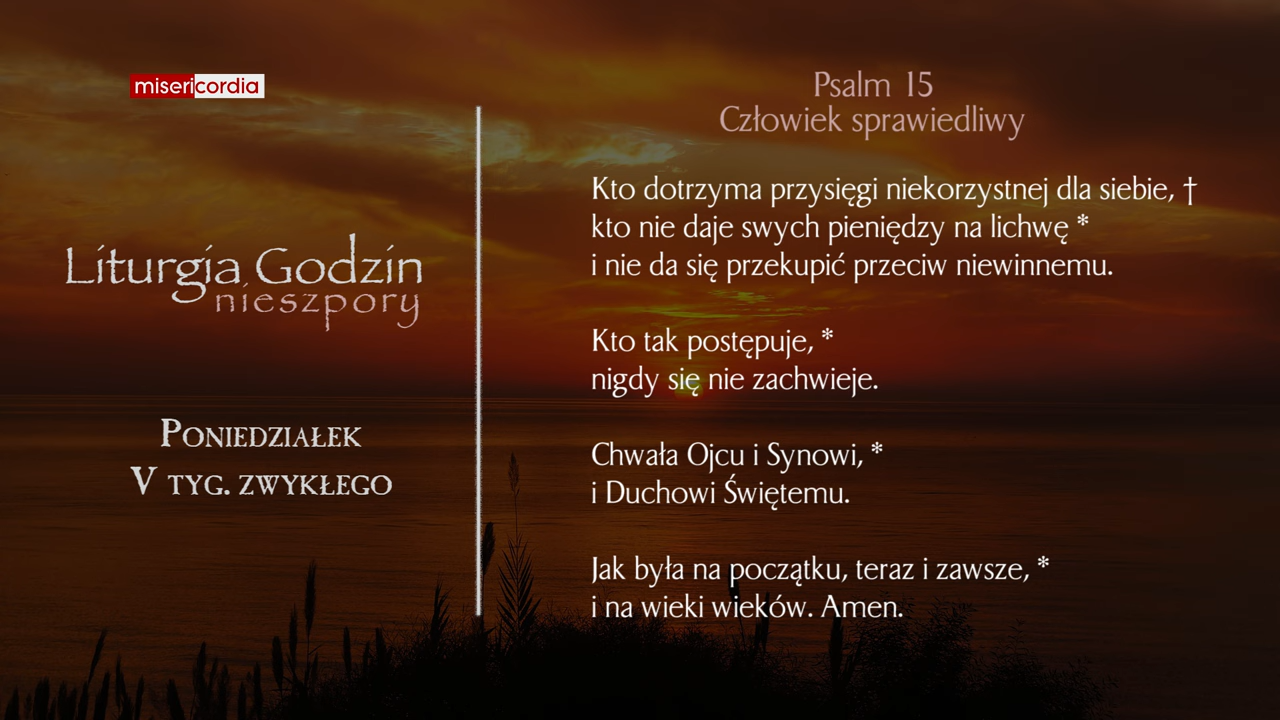 misericordia
Liturgia Godzin
nieszpory
Poniedziałek
V tyg. zwykłego
Psalm 15
Człowiek sprawiedliwy
Kto dotrzyma przysięgi niekorzystnej dla siebie, †
kto nie daje swych pieniędzy na lichwę *
i nie da się przekupić przeciw niewinnemu.
Kto tak postępuje, *
nigdy się nie zachwieje.
Chwała Ojcu i Synowi, *
i Duchowi Świętemu.
Jak była na początku, teraz i zawsze, *
i na wieki wieków. Amen.